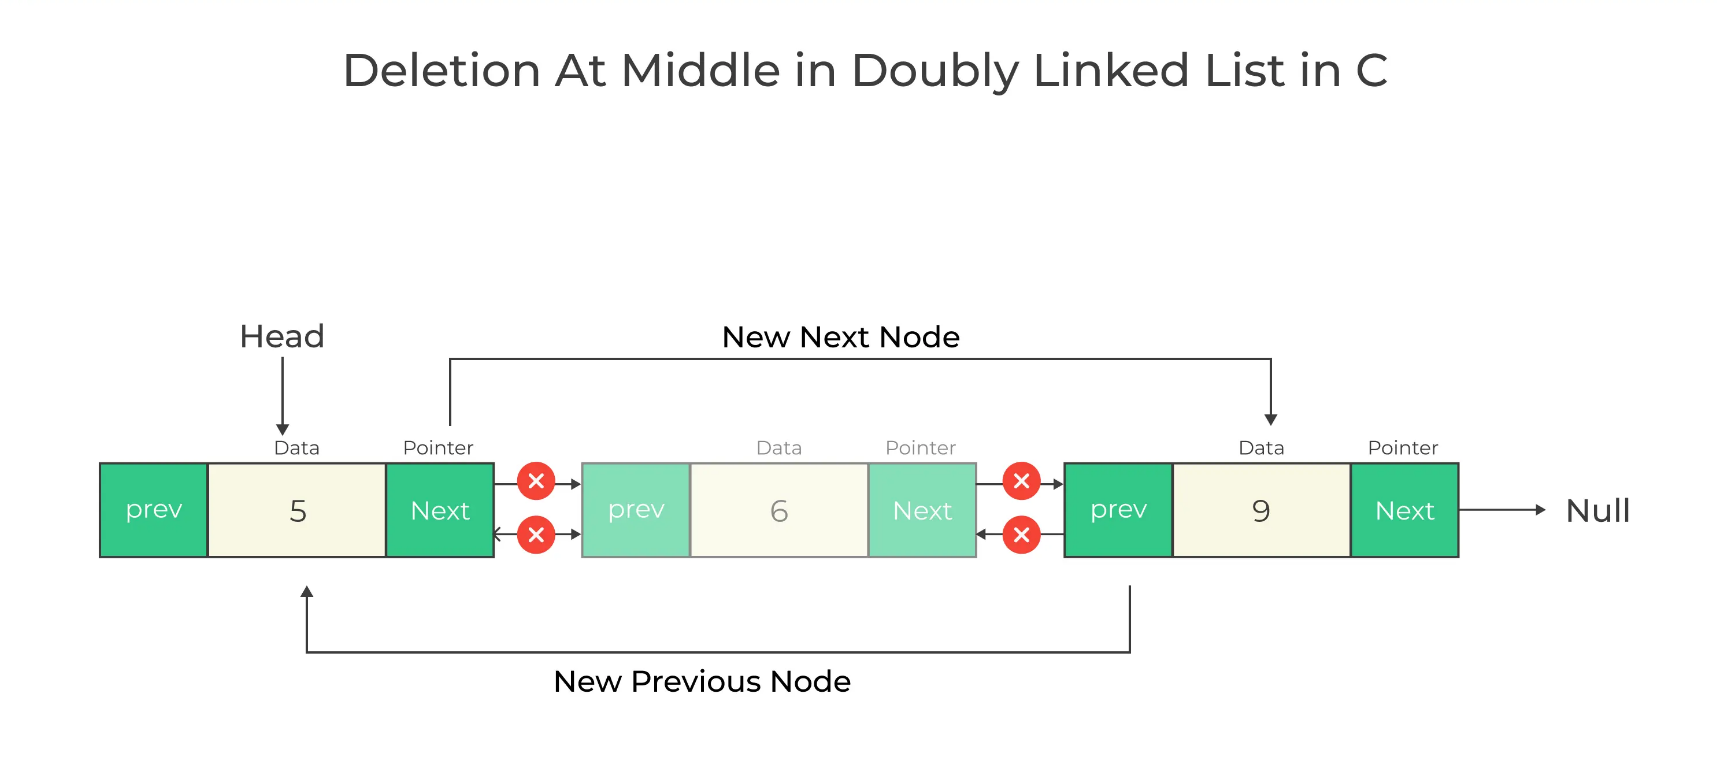 Deletion At Middle in Doubly Linked List in C
Head
New Next Node
Data Pointer
Data Pointer
Data Pointer
prev 5 Next
prev 6 Next
prev 9 Next
Null
New Previous Node